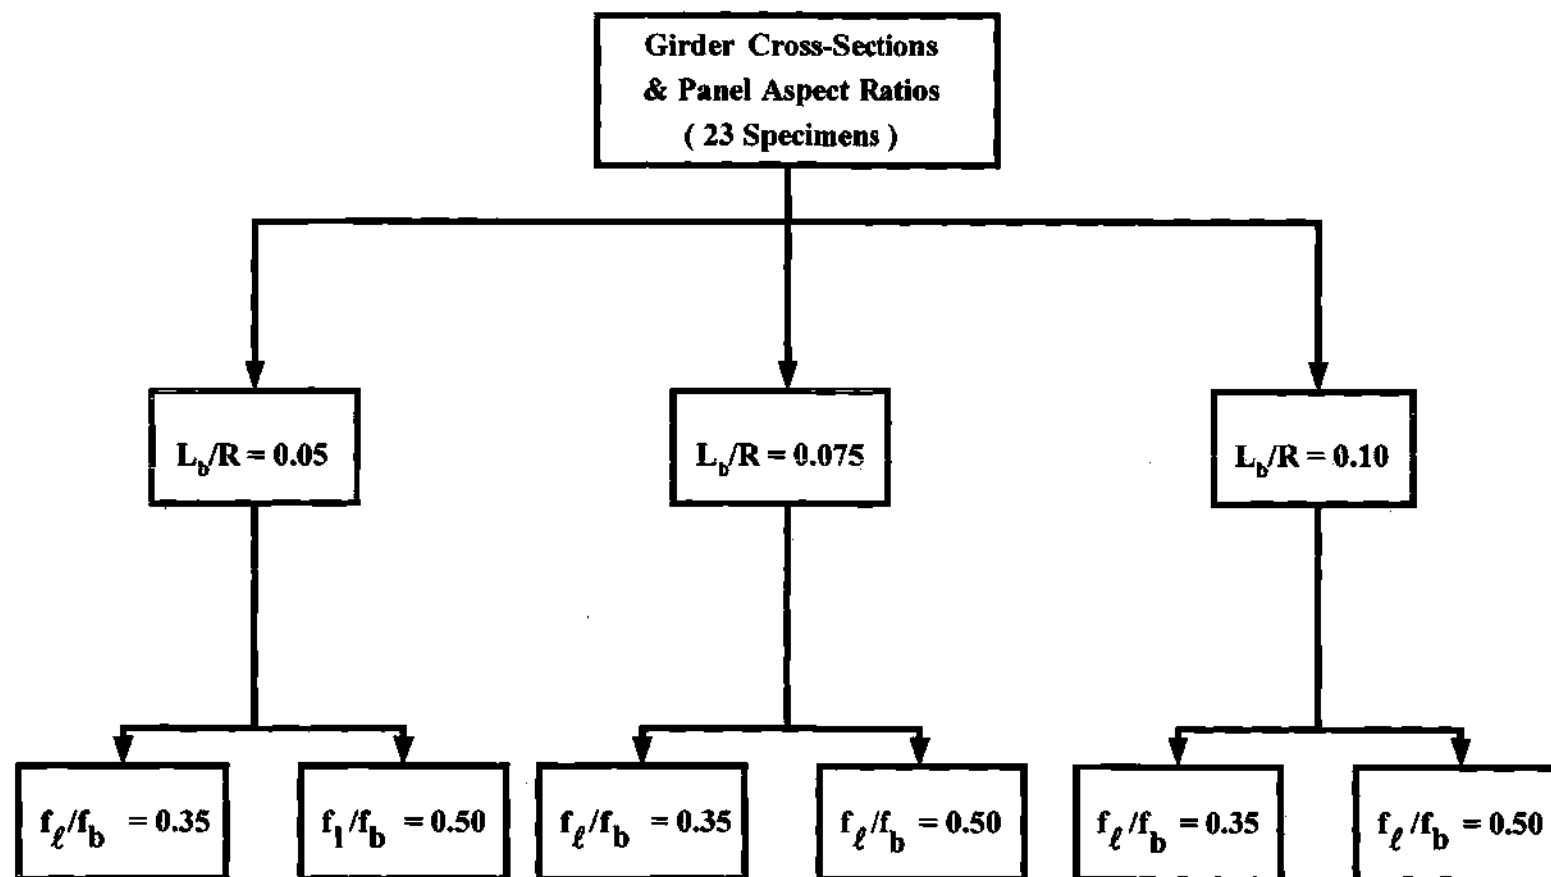 Girder Cross-Sections
& Panel Aspect Ratios
( 23 Specimens )
L_b/R = 0.05
L_b/R = 0.075
L_b/R = 0.10
f_ℓ/f_b = 0.35
f_l/f_b = 0.50
f_ℓ/f_b = 0.35
f_ℓ/f_b = 0.50
f_ℓ/f_b = 0.35
f_ℓ/f_b = 0.50